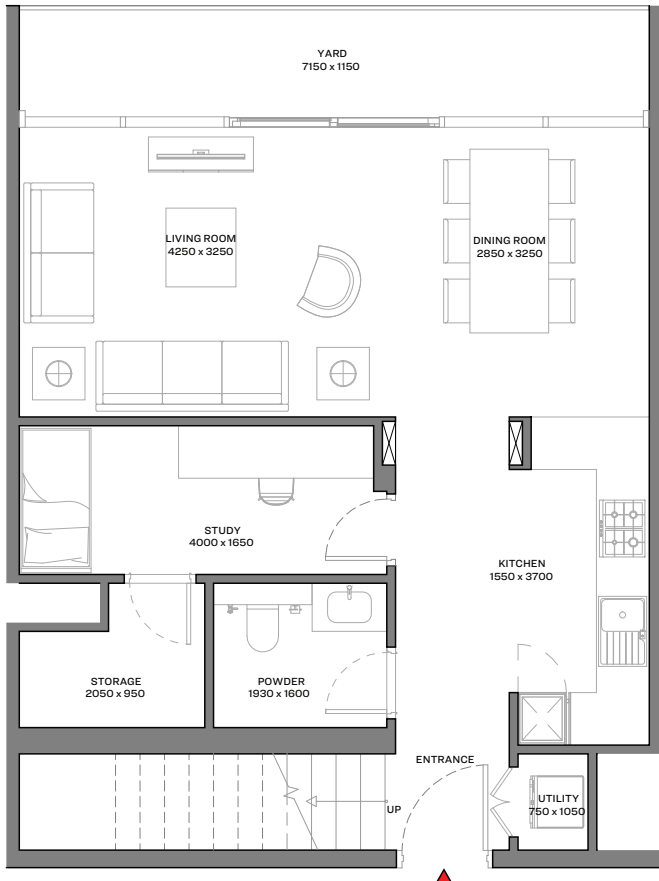 YARD
7150 x 1150
LIVING ROOM
4250 x 3250
DINING ROOM
2850 x 3250
STUDY
4000 x 1650
KITCHEN
1550 x 3700
STORAGE
2050 x 950
POWDER
1930 x 1600
ENTRANCE
UP
UTILITY
750 x 1050